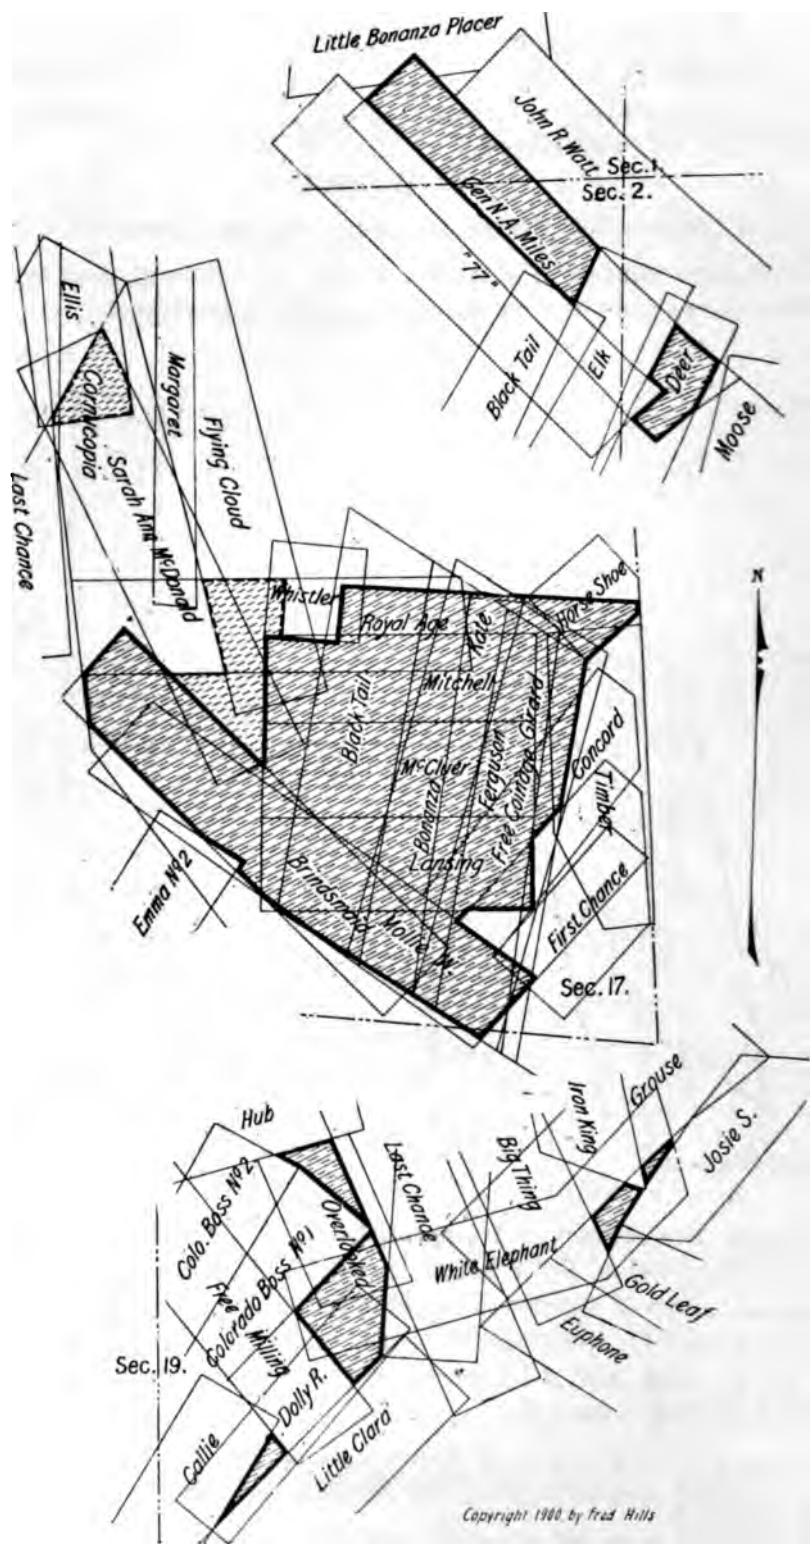 Little Bonanza Placer
John R. Watt
Sec. 1.
Sec. 2.
Gen N. A. Miles
"77"
Black Tail
Elk
Deer
Moose
Ellis
Cornucopia
Margaret
Flying Cloud
Sarah Ann McDonald
Last Chance
N
Whistler
Royal Age
Kate
Horse Shoe
Mitchell
Black Tail
McCluer
Bonanza
Ferguson
Free Coinage
Girard
Concord
Timber
Lansing
Emma No 2
Brindsmaid
Mollie W.
First Chance
Sec. 17.
Hub
Colo. Boss No 2
Last Chance
Big Thing
Iron King
Grouse
Josie S.
Overlooked
Colorado Boss No 1
White Elephant
Free Milling
Gold Leaf
Euphone
Sec. 19.
Dolly R.
Little Clara
Callie
Copyright 1900 by Fred Hills